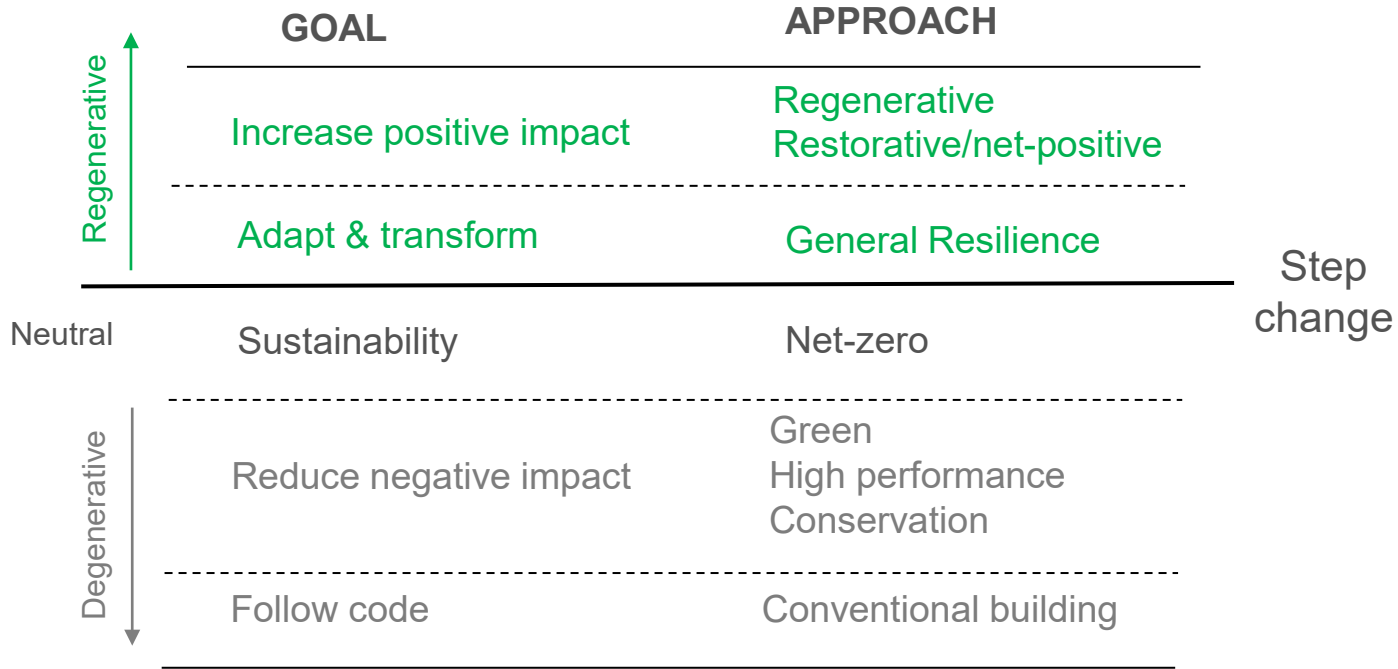 GOAL
APPROACH
Regenerative
Increase positive impact
Regenerative
Restorative/net-positive
Adapt & transform
General Resilience
Step
change
Neutral
Sustainability
Net-zero
Degenerative
Reduce negative impact
Green
High performance
Conservation
Follow code
Conventional building